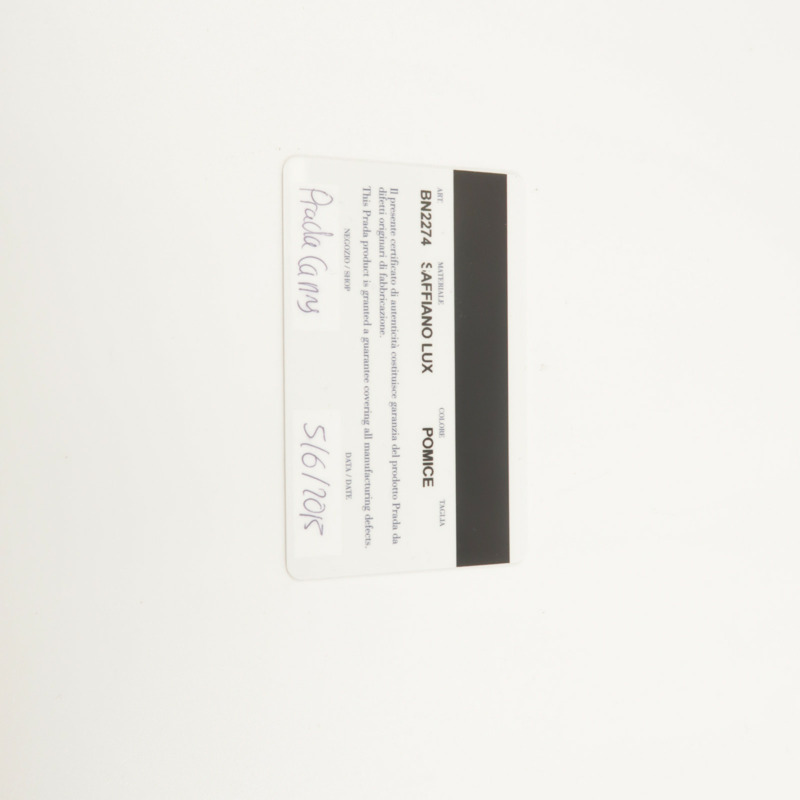 ART. MATERIALE COLORE TAGLIA
BN2274 SAFFIANO LUX POMICE
Il presente certificato di autenticità costituisce garanzia del prodotto Prada da
difetti originari di fabbricazione.
This Prada product is granted a guarantee covering all manufacturing defects.
NEGOZIO / SHOP DATA / DATE
Prada 5/6/2015